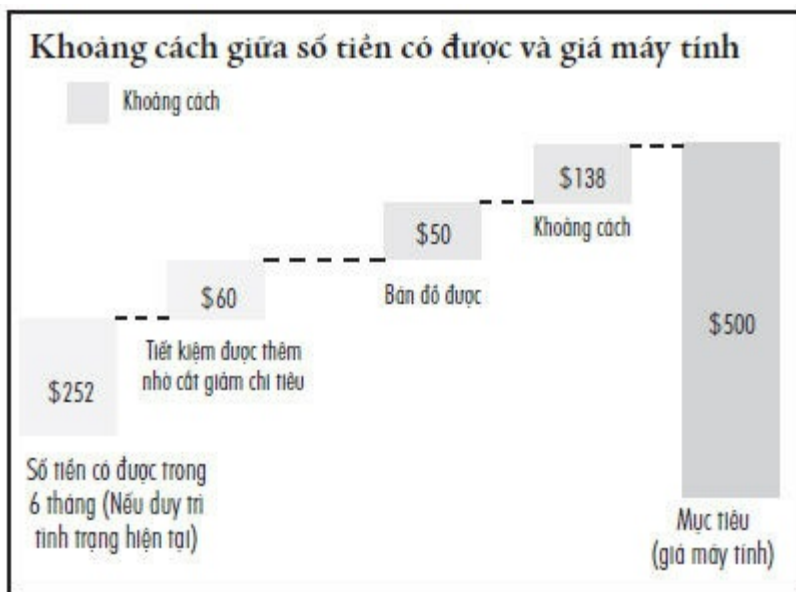 Khoảng cách giữa số tiền có được và giá máy tính
Khoảng cách
$138
Khoảng cách
$50
Bán đồ được
$60
Tiết kiệm được thêm
nhờ cắt giảm chi tiêu
$252
Số tiền có được trong
6 tháng (Nếu duy trì
tình trạng hiện tại)
$500
Mục tiêu
(giá máy tính)